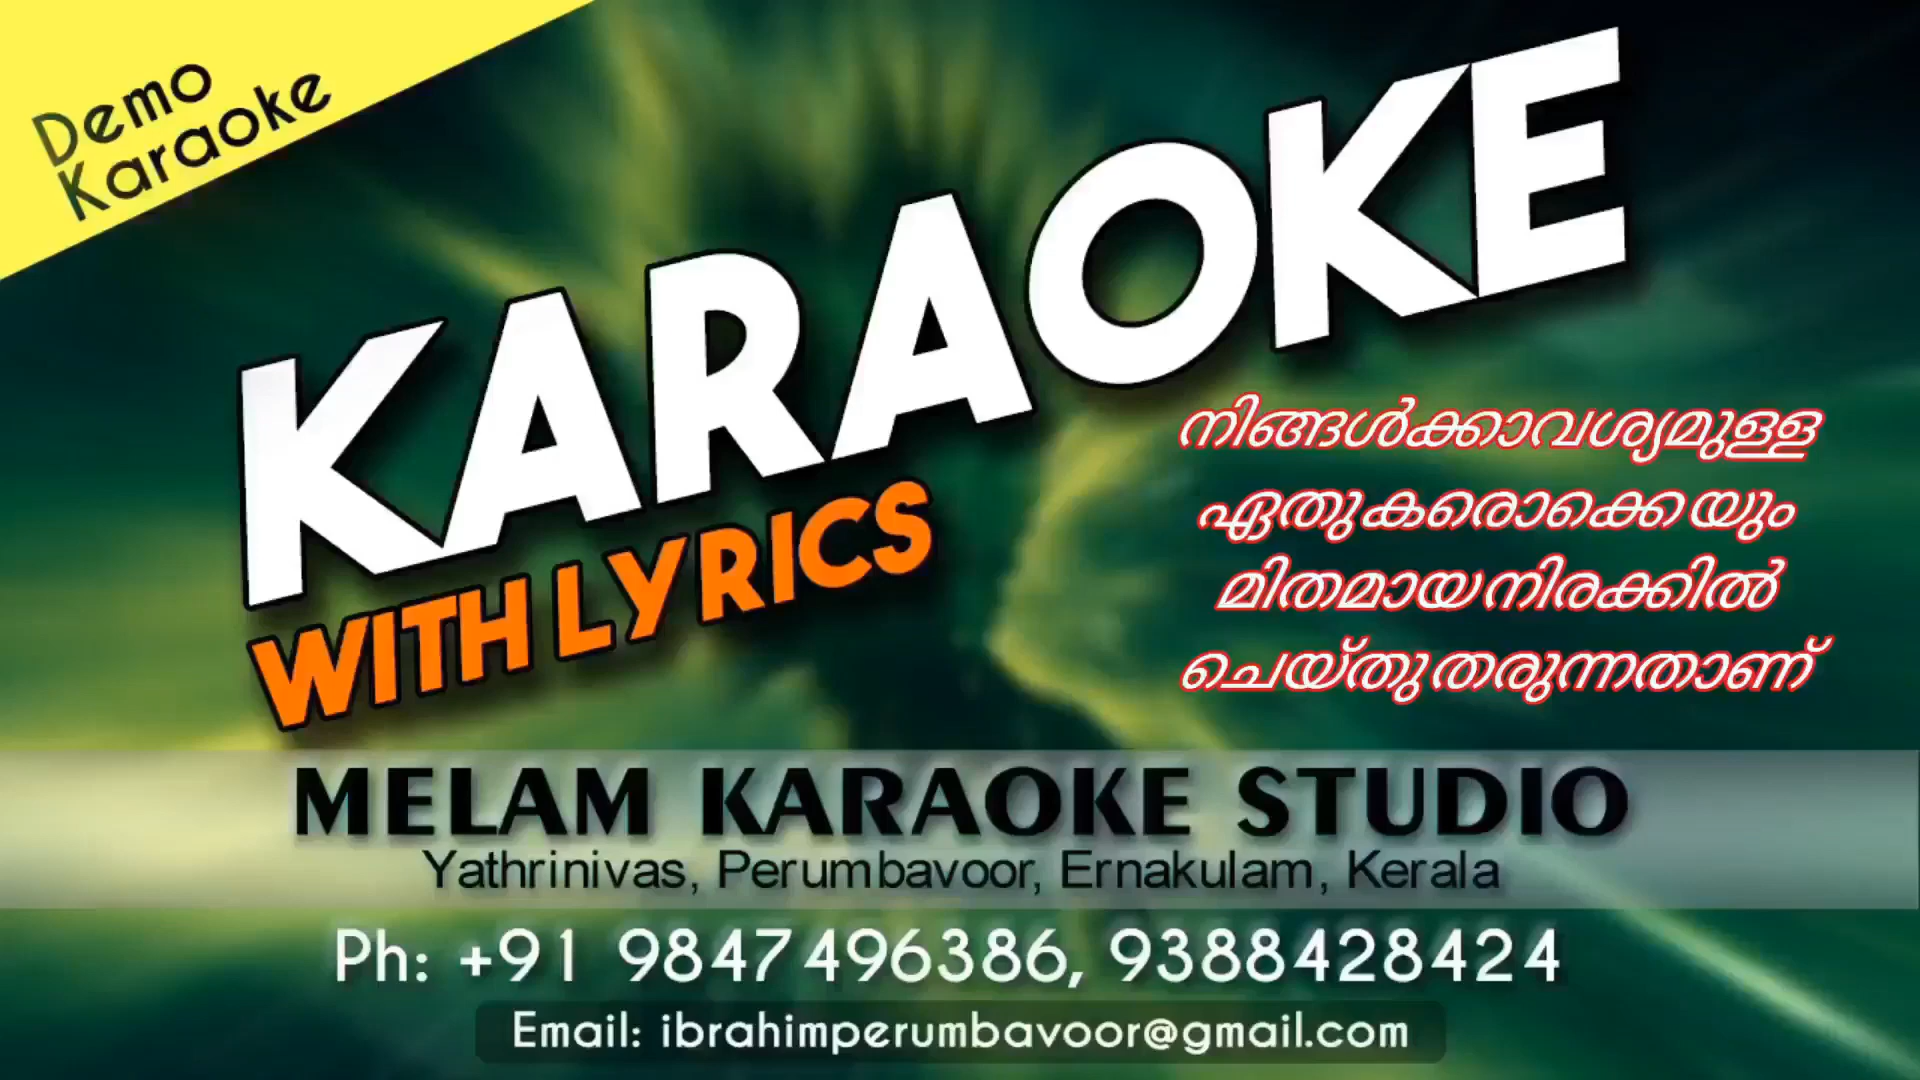 Demo
Karaoke
KARAOKE
WITH LYRICS
നിങ്ങൾക്കാവശ്യമുള്ള
ഏതുകരൊക്കെയും
മിതമായനിരക്കിൽ
ചെയ്തുതരുന്നതാണ്
MELAM KARAOKE STUDIO
Yathrinivas, Perumbavoor, Ernakulam, Kerala
Ph: +91 9847496386, 9388428424
Email: ibrahimperumbavoor@gmail.com